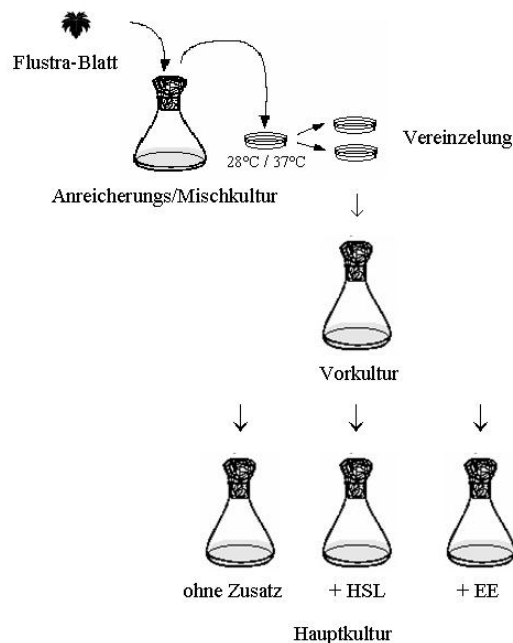 Flustra-Blatt
Vereinzelung
28°C / 37°C
Anreicherungs/Mischkultur
Vorkultur
ohne Zusatz
+ HSL
+ EE
Hauptkultur